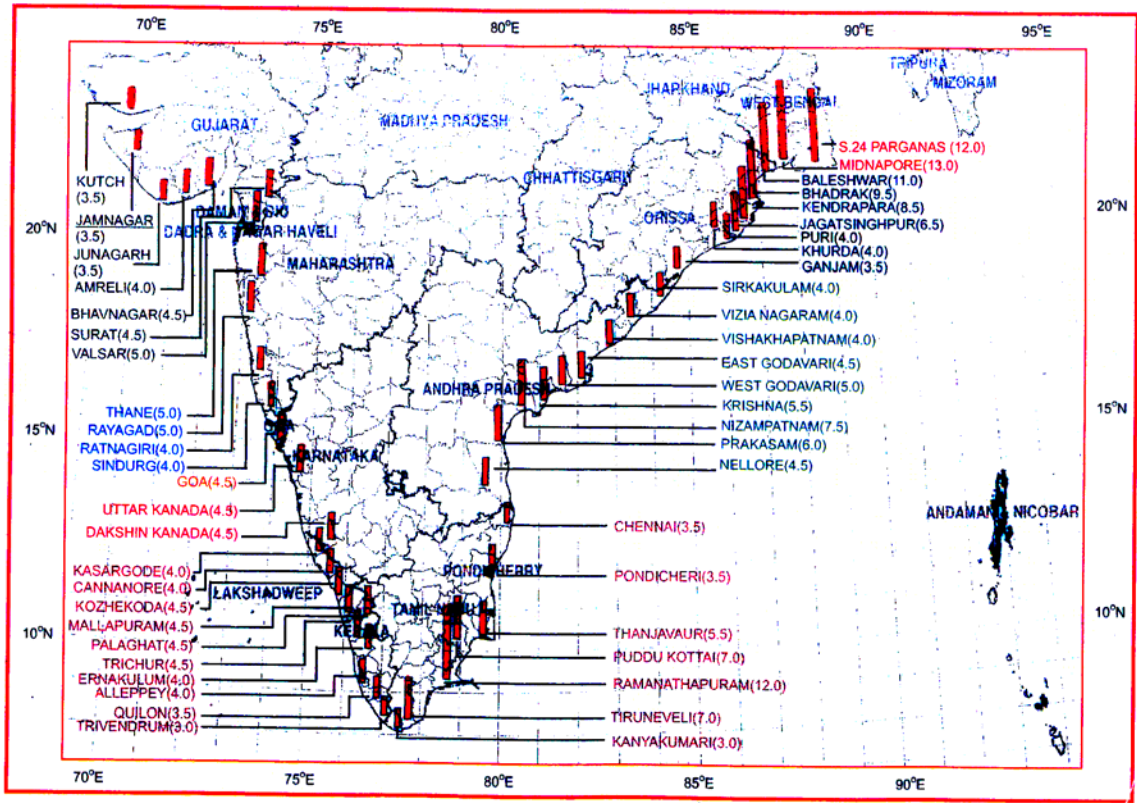 70°E 75°E 80°E 85°E 90°E 95°E
TRIPURA
MIZORAM
JHARKHAND
WEST BENGAL
GUJARAT
MADHYA PRADESH
CHHATTISGARH
ORISSA
DAMAN & DIU
DADRA & NAGAR HAVELI
MAHARASHTRA
ANDHRA PRADESH
GOA
KARNATAKA
ANDAMAN & NICOBAR
PONDICHERRY
LAKSHADWEEP
TAMIL NADU
KERALA
KUTCH
(3.5)
JAMNAGAR
(3.5)
JUNAGARH
(3.5)
AMRELI(4.0)
BHAVNAGAR(4.5)
SURAT(4.5)
VALSAR(5.0)
THANE(5.0)
RAYAGAD(5.0)
RATNAGIRI(4.0)
SINDURG(4.0)
GOA(4.5)
UTTAR KANADA(4.5)
DAKSHIN KANADA(4.5)
KASARGODE(4.0)
CANNANORE(4.0)
KOZHEKODA(4.5)
MALLAPURAM(4.5)
PALAGHAT(4.5)
TRICHUR(4.5)
ERNAKULUM(4.0)
ALLEPPEY(4.0)
QUILON(3.5)
TRIVENDRUM(3.0)
S.24 PARGANAS (12.0)
MIDNAPORE(13.0)
BALESHWAR(11.0)
BHADRAK(9.5)
KENDRAPARA(8.5)
JAGATSINGHPUR(6.5)
PURI(4.0)
KHURDA(4.0)
GANJAM(3.5)
SIRKAKULAM(4.0)
VIZIA NAGARAM(4.0)
VISHAKHAPATNAM(4.0)
EAST GODAVARI(4.5)
WEST GODAVARI(5.0)
KRISHNA(5.5)
NIZAMPATNAM(7.5)
PRAKASAM(6.0)
NELLORE(4.5)
CHENNAI(3.5)
PONDICHERI(3.5)
THANJAVAUR(5.5)
PUDDU KOTTAI(7.0)
RAMANATHAPURAM(12.0)
TIRUNEVELI(7.0)
KANYAKUMARI(3.0)
20°N 20°N
15°N 15°N
10°N 10°N
70°E 75°E 80°E 85°E 90°E